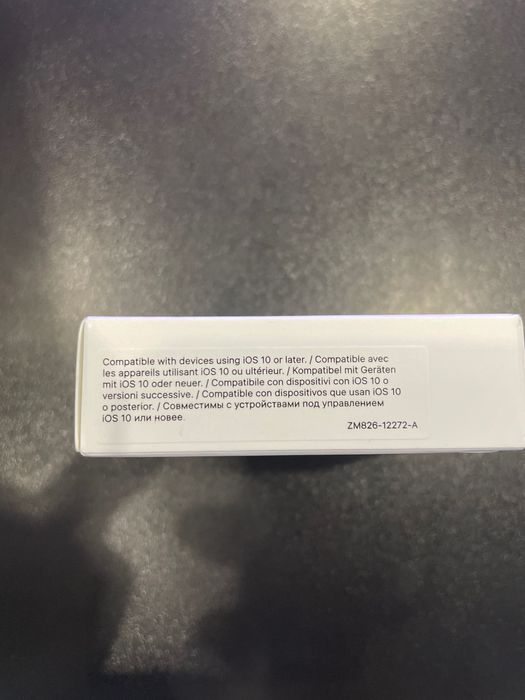 Compatible with devices using iOS 10 or later. / Compatible avec
les appareils utilisant iOS 10 ou ultérieur. / Kompatibel mit Geräten
mit iOS 10 oder neuer. / Compatibile con dispositivi con iOS 10 o
versioni successive. / Compatible con dispositivos que usan iOS 10
o posterior. / Совместимы с устройствами под управлением
iOS 10 или новее.
ZM826-12272-A